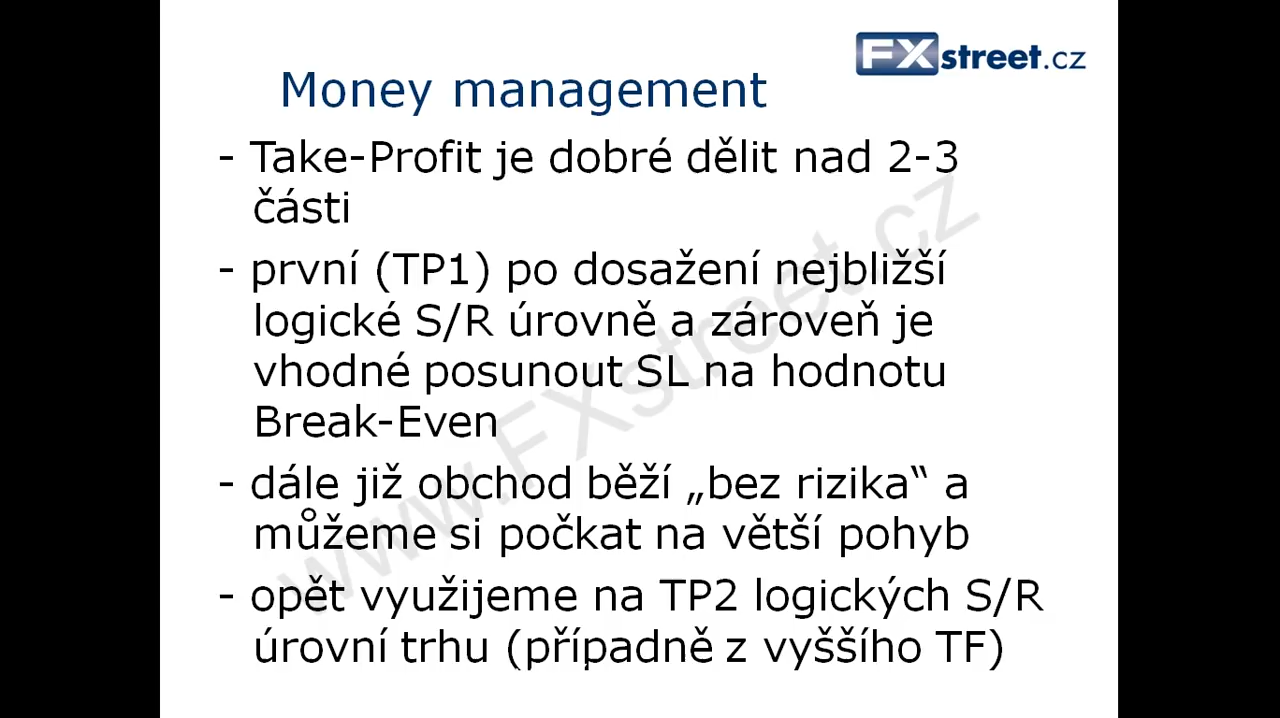 FXstreet.cz
Money management
- Take-Profit je dobré dělit nad 2-3
části
- první (TP1) po dosažení nejbližší
logické S/R úrovně a zároveň je
vhodné posunout SL na hodnotu
Break-Even
- dále již obchod běží „bez rizika“ a
můžeme si počkat na větší pohyb
- opět využijeme na TP2 logických S/R
úrovní trhu (případně z vyššího TF)
www.FXstreet.cz